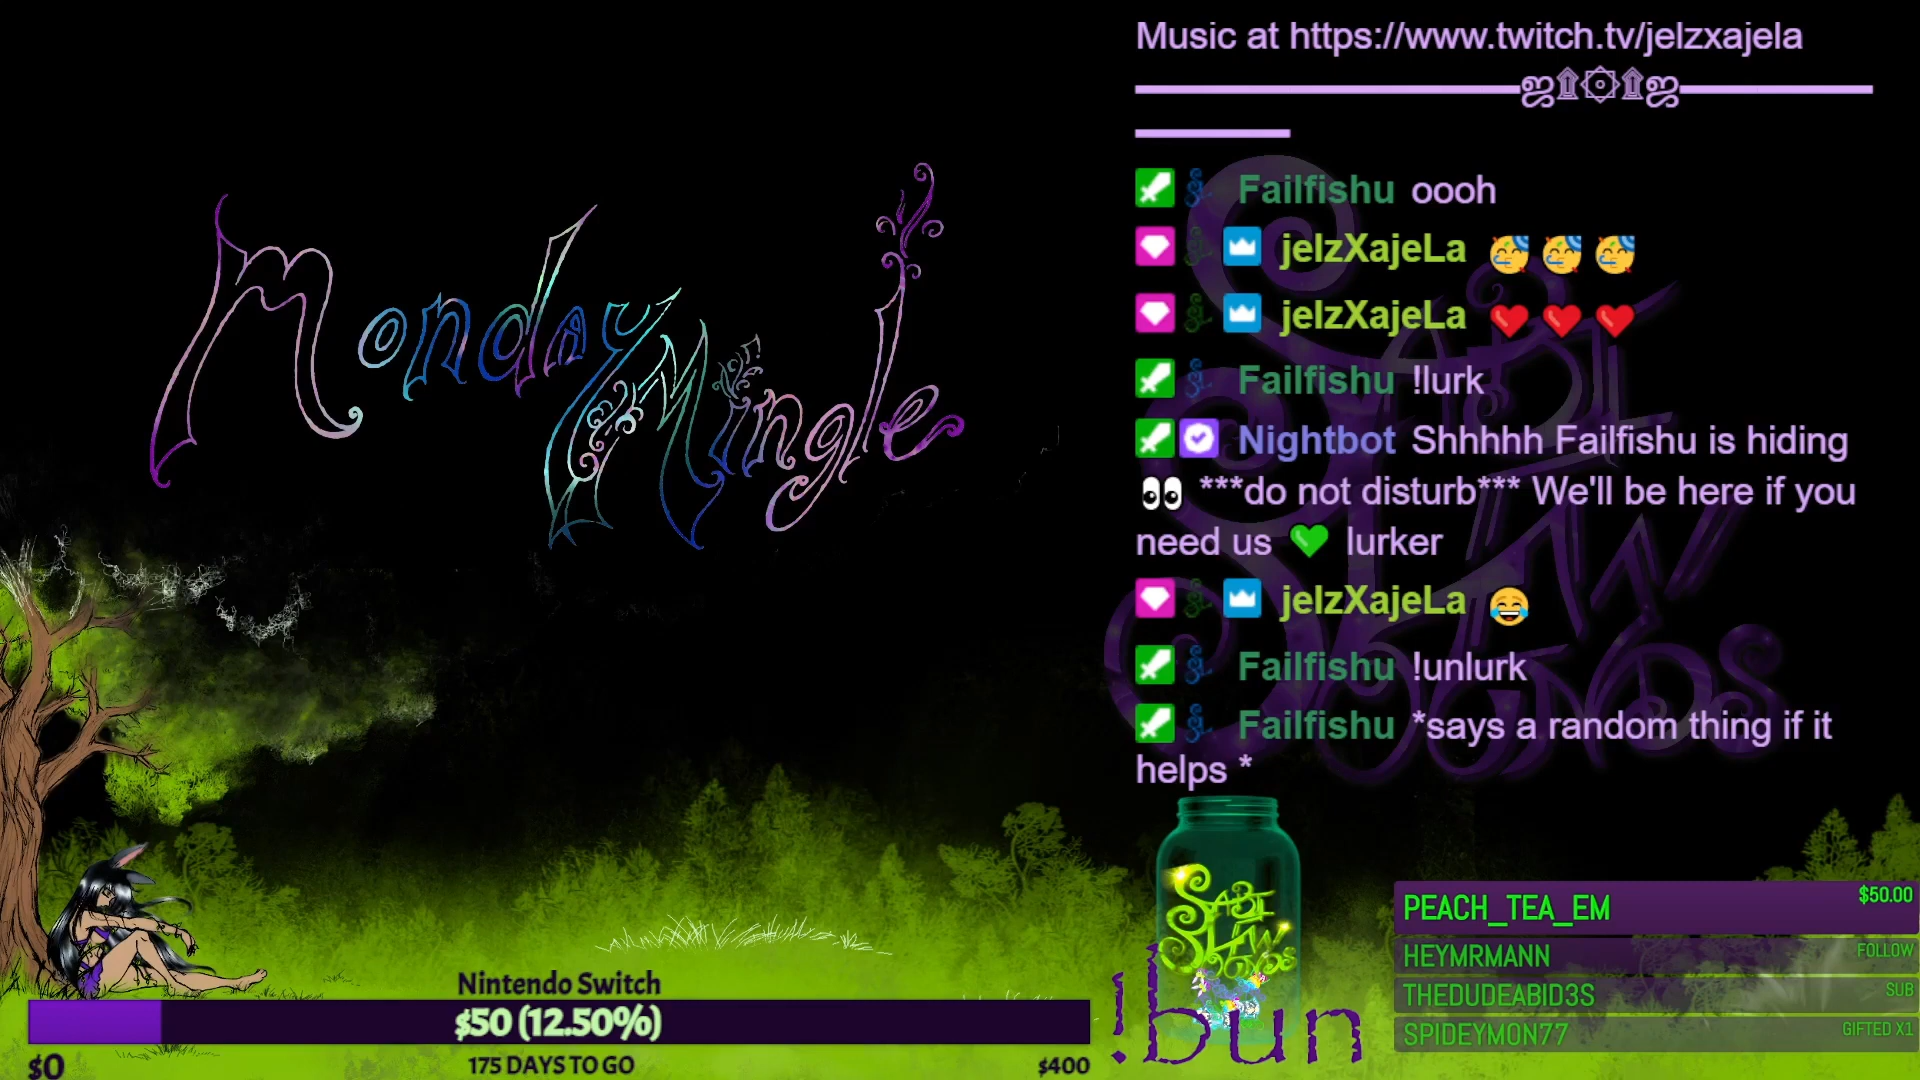 Music at https://www.twitch.tv/jelzxajela
Monday
Mingle
Failfishu oooh
jelzXajeLa 🥳 🥳 🥳
jelzXajeLa ❤️ ❤️ ❤️
Failfishu !lurk
Nightbot Shhhhh Failfishu is hiding
👀 ***do not disturb*** We'll be here if you
need us 💚 lurker
jelzXajeLa 😂
Failfishu !unlurk
Failfishu *says a random thing if it
helps *
!bun
PEACH_TEA_EM $50.00
HEYMRMANN FOLLOW
THEDUDEABID3S SUB
SPIDEYMON77 GIFTED X1
Nintendo Switch
$50 (12.50%)
$0 175 DAYS TO GO $400